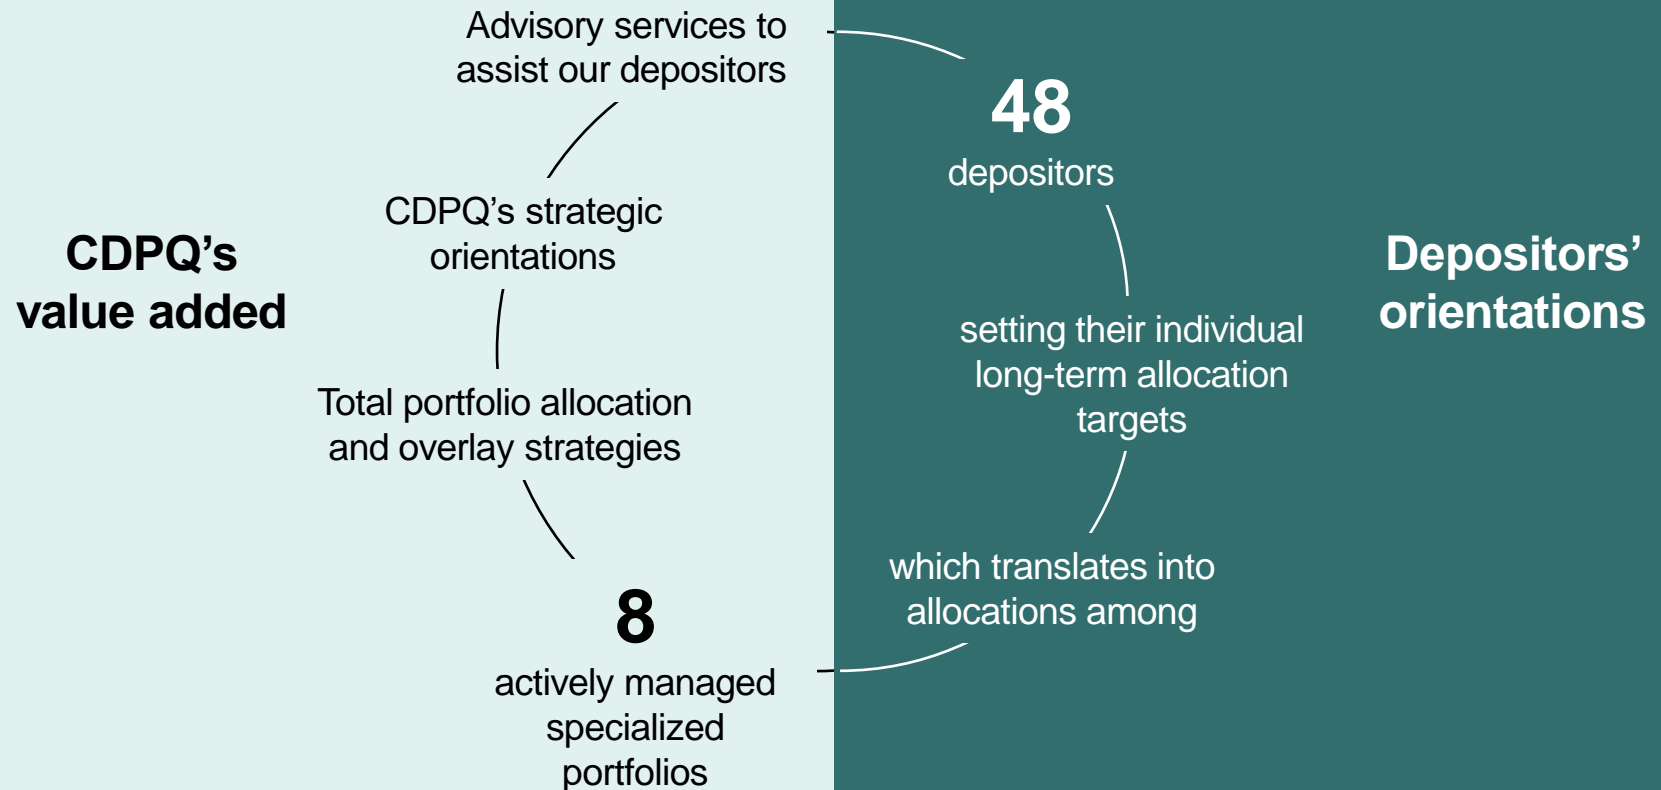 CDPQ’s
value added
Advisory services to
assist our depositors
CDPQ’s strategic
orientations
Total portfolio allocation
and overlay strategies
8
actively managed
specialized
portfolios
48
depositors
setting their individual
long-term allocation
targets
which translates into
allocations among
Depositors’
orientations